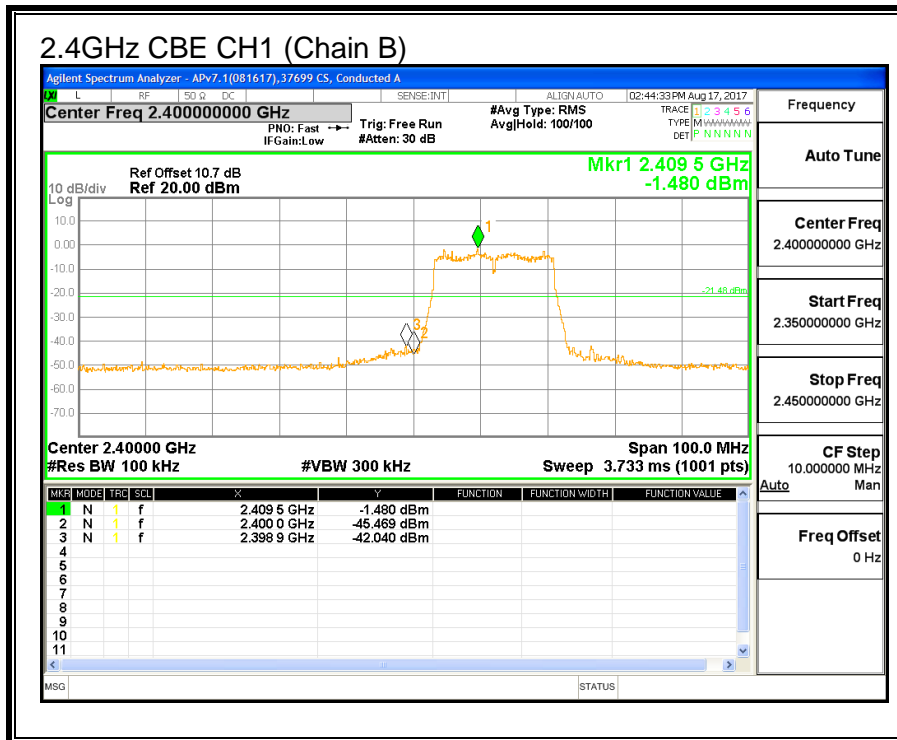 2.4GHz CBE CH1 (Chain B)
Agilent Spectrum Analyzer - APv7.1(081617),37699 CS, Conducted A
LXI L RF 50 Ω DC SENSE:INT ALIGN AUTO 02:44:33 PM Aug 17, 2017
Center Freq 2.400000000 GHz
PNO: Fast
IFGain:Low
Trig: Free Run
#Atten: 30 dB
#Avg Type: RMS
Avg|Hold: 100/100
TRACE 1 2 3 4 5 6
TYPE M WWWWW
DET P N N N N N
Mkr1 2.409 5 GHz
-1.480 dBm
Ref Offset 10.7 dB
10 dB/div Ref 20.00 dBm
Log
10.0
0.00
-10.0
-20.0
-30.0
-40.0
-50.0
-60.0
-70.0
1
-21.48 dBm
3
2
Center 2.40000 GHz Span 100.0 MHz
#Res BW 100 kHz #VBW 300 kHz Sweep 3.733 ms (1001 pts)
MKR MODE TRC SCL X Y FUNCTION FUNCTION WIDTH FUNCTION VALUE
1 N 1 f 2.409 5 GHz -1.480 dBm
2 N 1 f 2.400 0 GHz -45.469 dBm
3 N 1 f 2.398 9 GHz -42.040 dBm
4
5
6
7
8
9
10
11
MSG STATUS
Frequency
Auto Tune
Center Freq
2.400000000 GHz
Start Freq
2.350000000 GHz
Stop Freq
2.450000000 GHz
CF Step
10.000000 MHz
Auto Man
Freq Offset
0 Hz